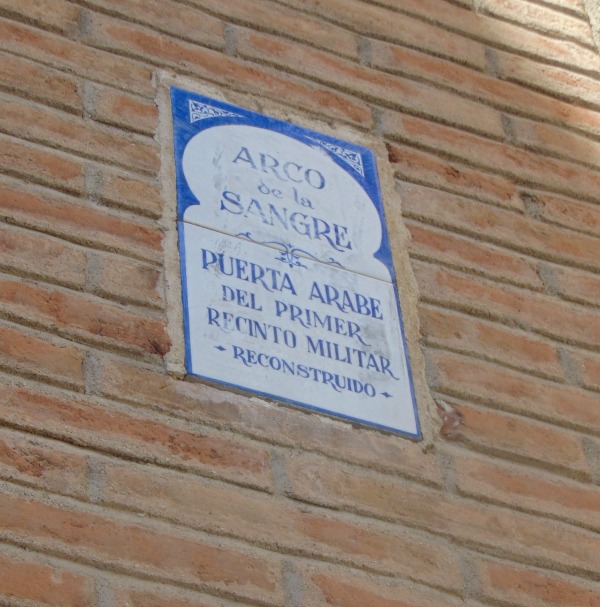 ARCO
de la
SANGRE
PUERTA ARABE
DEL PRIMER
RECINTO MILITAR
- RECONSTRUIDO -